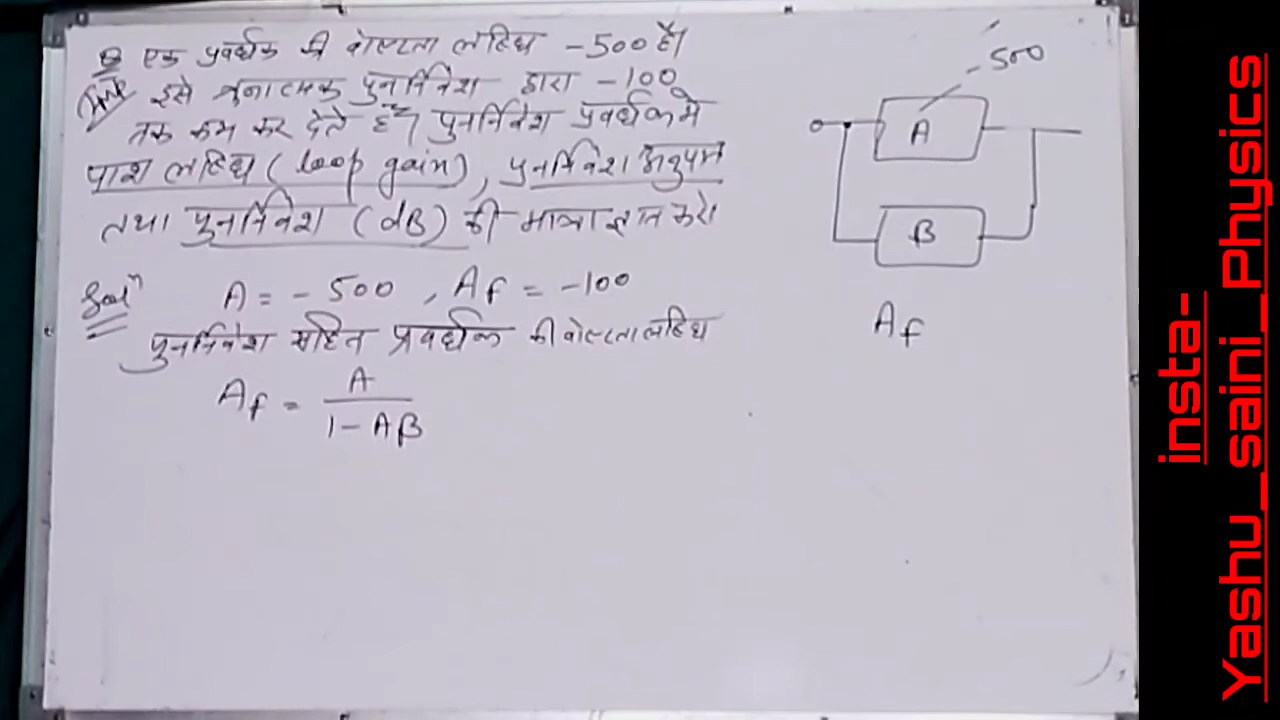 Q एक प्रवर्धक की वोल्टता लब्धि -500 है।
इसे ऋनात्मक पुनर्निवेश द्वारा -100
तक कम कर देते है। पुनर्निवेश प्रवर्धक मे
पाश लब्धि (loop gain), पुनर्निवेश अनुपात
तथा पुनर्निवेश (dB) की मात्रा ज्ञात करो
Solⁿ A = - 500 , Af = -100
पुनर्निवेश सहित प्रवर्धक की वोल्टता लब्धि
Af = A / 1 - Aβ
-500
A
B
Af
insta-
Yashu_saini_Physics